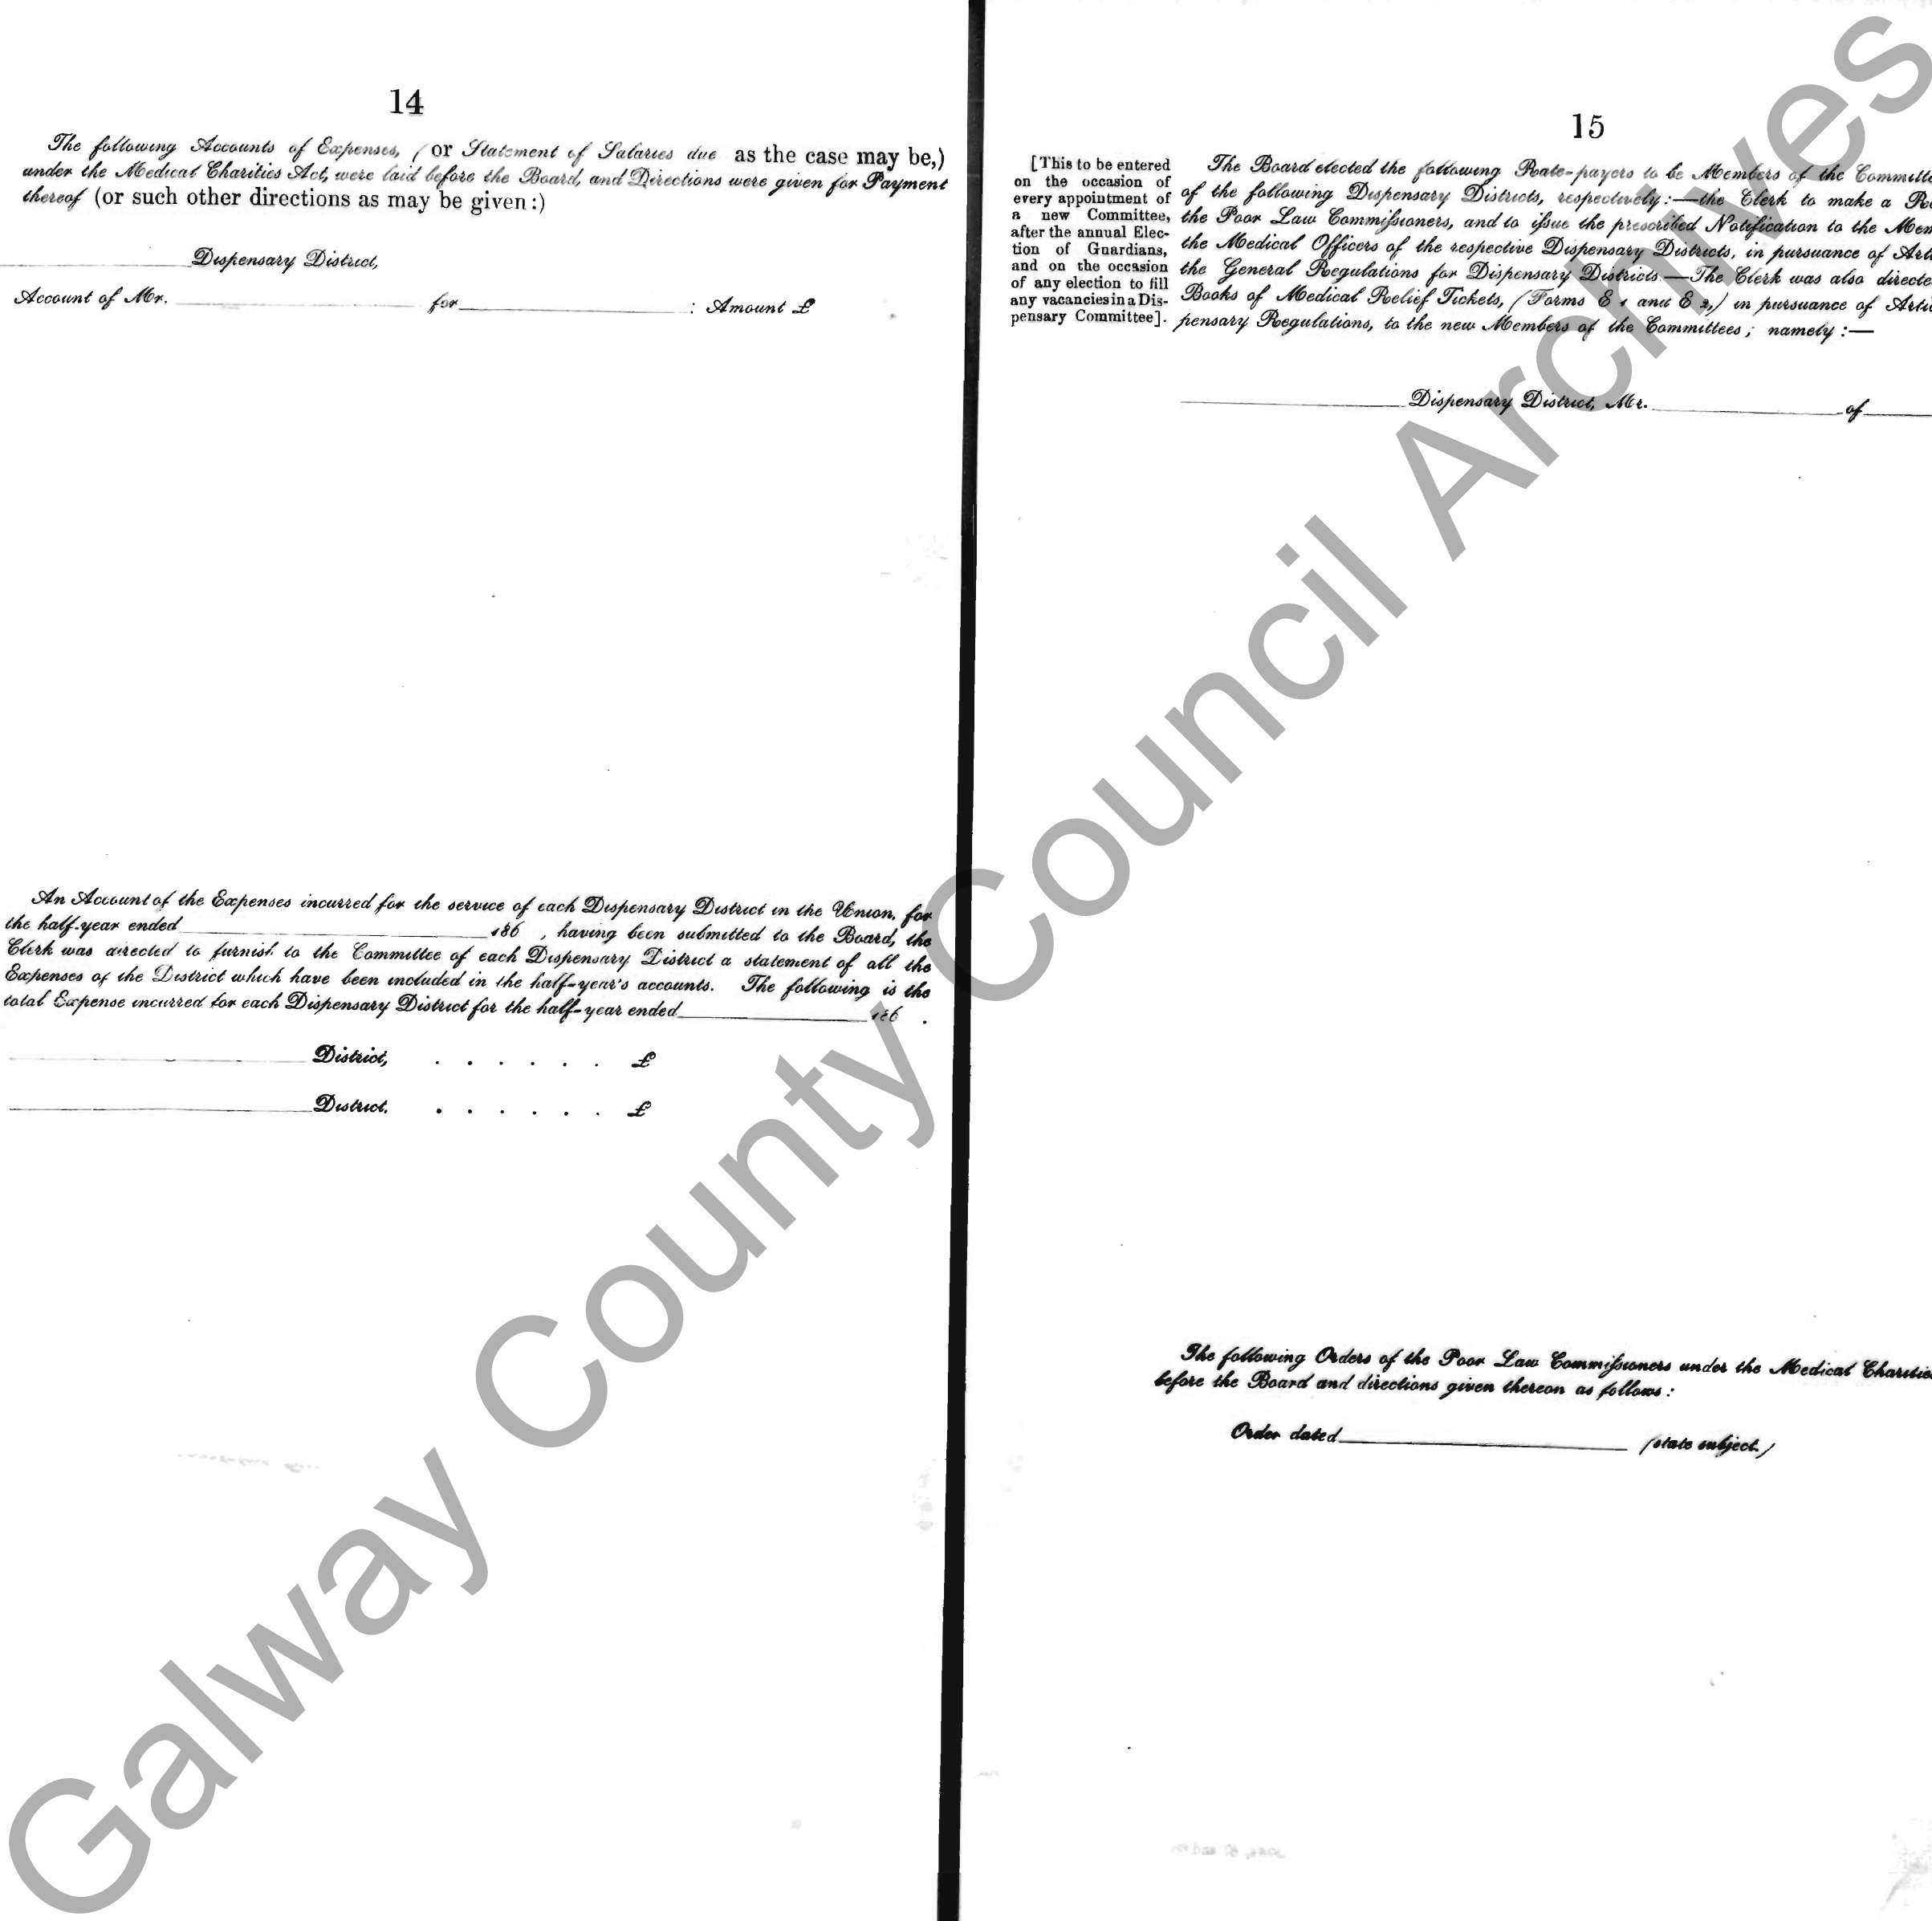 14
The following Accounts of Expenses, (or Statement of Salaries due as the case may be,)
under the Medical Charities Act, were laid before the Board, and Directions were given for Payment
thereof (or such other directions as may be given:)
Dispensary District,
Account of Mr. for : Amount £
An Account of the Expenses incurred for the service of each Dispensary District in the Union, for
the half-year ended 186 , having been submitted to the Board, the
Clerk was directed to furnish to the Committee of each Dispensary District a statement of all the
Expenses of the District which have been included in the half-year's accounts. The following is the
total Expense incurred for each Dispensary District for the half-year ended 186 .
District, . . . . . . £
District. . . . . . . £
15
[This to be entered
on the occasion of
every appointment of
a new Committee,
after the annual Elec-
tion of Guardians,
and on the occasion
of any election to fill
any vacancies in a Dis-
pensary Committee].
The Board elected the following Rate-payers to be Members of the Committe
of the following Dispensary Districts, respectively:—the Clerk to make a Re
the Poor Law Commissioners, and to issue the prescribed Notification to the Mem
the Medical Officers of the respective Dispensary Districts, in pursuance of Arti
the General Regulations for Dispensary Districts—The Clerk was also directe
Books of Medical Relief Tickets, (Forms E 1 and E 2,) in pursuance of Artic
pensary Regulations, to the new Members of the Committees; namely:—
Dispensary District, Mr. of
The following Orders of the Poor Law Commissioners under the Medical Charitie
before the Board and directions given thereon as follows:
Order dated (state subject.)
Galway County Council Archives